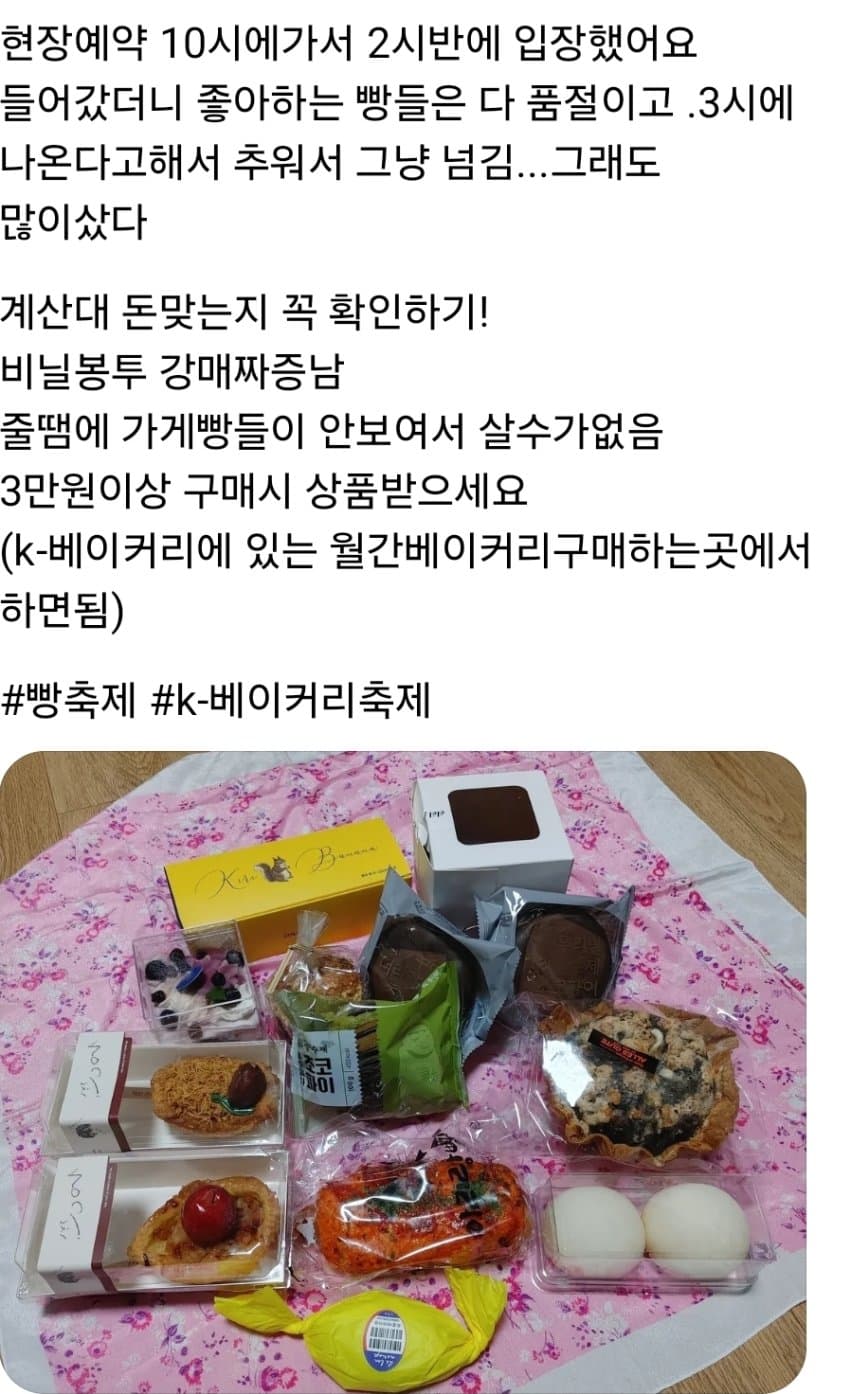 현장예약 10시에가서 2시반에 입장했어요
들어갔더니 좋아하는 빵들은 다 품절이고 .3시에
나온다고해서 추워서 그냥 넘김...그래도
많이샀다
계산대 돈맞는지 꼭 확인하기!
비닐봉투 강매짜증남
줄땜에 가게빵들이 안보여서 살수가없음
3만원이상 구매시 상품받으세요
(k-베이커리에 있는 월간베이커리구매하는곳에서
하면됨)
#빵축제 #k-베이커리축제
초코
파이